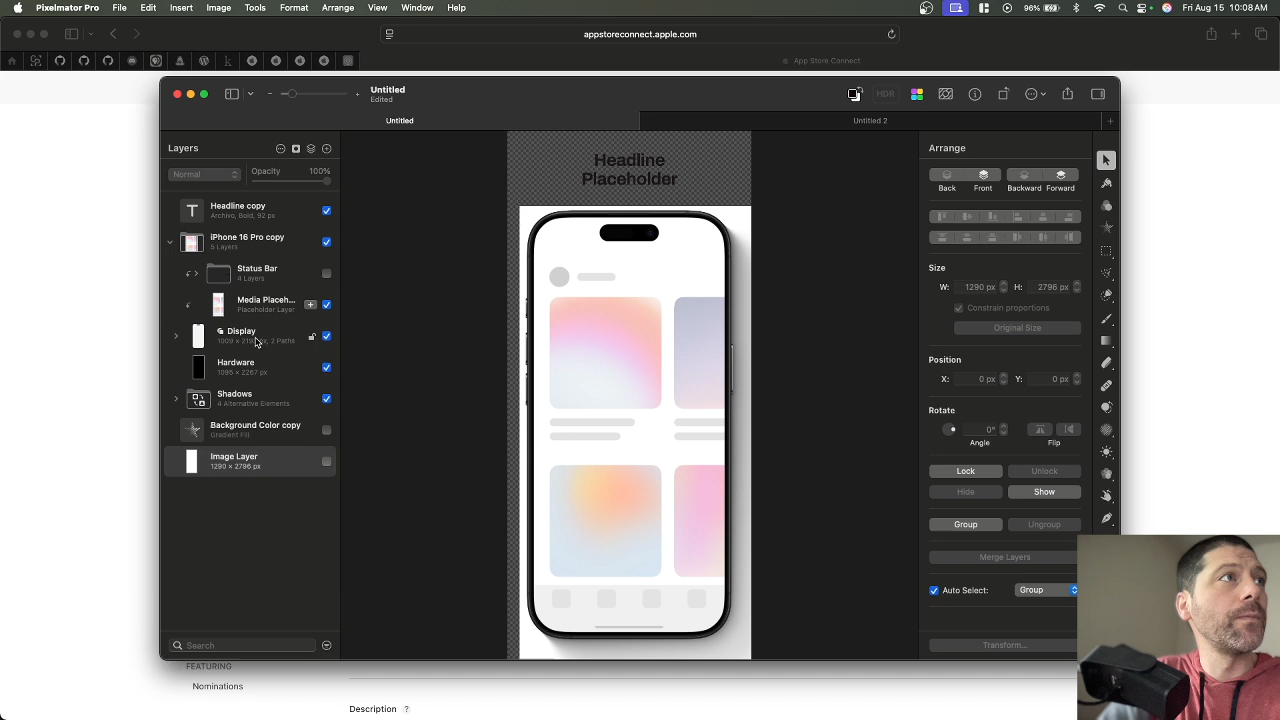 Pixelmator Pro File Edit Insert Image Tools Format Arrange View Window Help 96% Fri Aug 15 10:08 AM
appstoreconnect.apple.com
App Store Connect
Untitled
Edited
HDR
Untitled
Untitled 2
Layers
Normal
Opacity 100%
Headline copy
Archivo, Bold, 92 px
iPhone 16 Pro copy
5 Layers
Status Bar
4 Layers
Media Placeh...
Placeholder Layer
Display
Hardware
1095 × 2267 px
Shadows
4 Alternative Elements
Background Color copy
Gradient Fill
Image Layer
1290 × 2796 px
Search
Headline
Placeholder
Arrange
Back Front Backward Forward
Size
W: 1290 px H: 2796 px
Constrain proportions
Original Size
Position
X: 0 px Y: 0 px
Rotate
0°
Angle Flip
Lock Unlock
Hide Show
Group Ungroup
Merge Layers
Auto Select: Group
Transform...
FEATURING
Nominations
Description ?